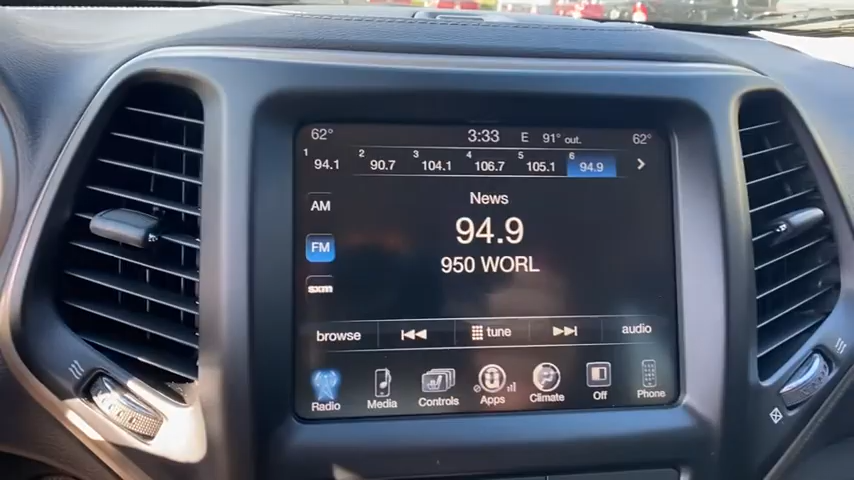 62° 3:33 E 91° out. 62°
1 94.1 2 90.7 3 104.1 4 106.7 5 105.1 6 94.9
AM
News
94.9
FM
950 WORL
sxm
browse tune audio
Radio Media Controls Apps Climate Off Phone